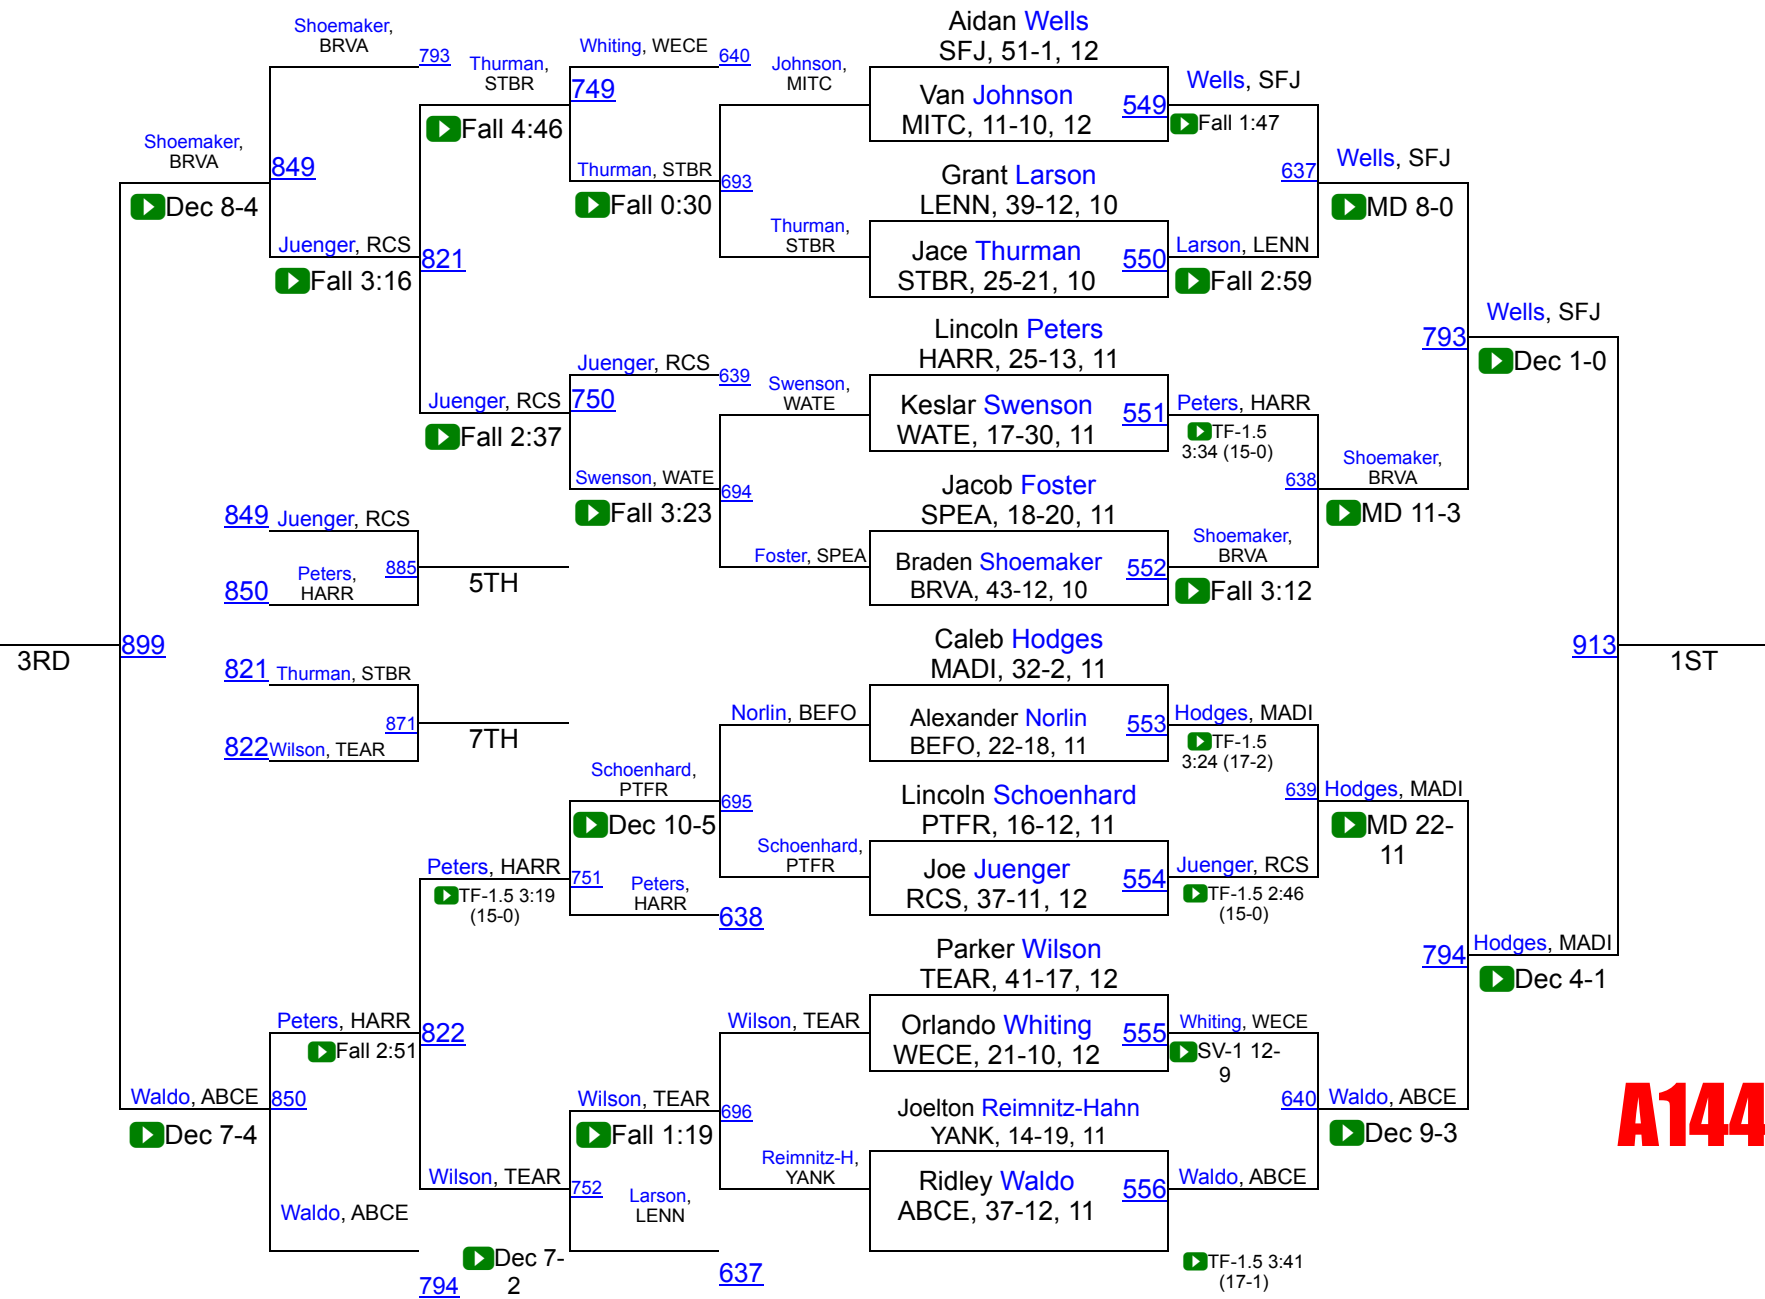 Shoemaker,
BRVA
793
Thurman,
STBR
Whiting, WECE
640
Johnson,
MITC
Aidan Wells
SFJ, 51-1, 12
Wells, SFJ
749
Van Johnson
MITC, 11-10, 12
549
Fall 1:47
Fall 4:46
Shoemaker,
BRVA
849
Thurman, STBR
693
Grant Larson
LENN, 39-12, 10
637
Wells, SFJ
Dec 8-4
Fall 0:30
MD 8-0
Juenger, RCS
821
Thurman,
STBR
Jace Thurman
STBR, 25-21, 10
550
Larson, LENN
Fall 3:16
Fall 2:59
Lincoln Peters
HARR, 25-13, 11
793
Wells, SFJ
Dec 1-0
Juenger, RCS
639
Swenson,
WATE
Juenger, RCS
750
Keslar Swenson
WATE, 17-30, 11
551
Peters, HARR
Fall 2:37
TF-1.5
3:34 (15-0)
Swenson, WATE
694
Jacob Foster
SPEA, 18-20, 11
638
Shoemaker,
BRVA
849
Juenger, RCS
Fall 3:23
MD 11-3
850
Peters,
HARR
885
5TH
Foster, SPEA
Braden Shoemaker
BRVA, 43-12, 10
552
Shoemaker,
BRVA
Fall 3:12
3RD
899
Caleb Hodges
MADI, 32-2, 11
913
1ST
821
Thurman, STBR
871
7TH
822
Wilson, TEAR
Norlin, BEFO
Alexander Norlin
BEFO, 22-18, 11
553
Hodges, MADI
TF-1.5
3:24 (17-2)
Schoenhard,
PTFR
695
Lincoln Schoenhard
PTFR, 16-12, 11
639
Hodges, MADI
Dec 10-5
MD 22-
11
Peters, HARR
751
Peters,
HARR
638
Schoenhard,
PTFR
Joe Juenger
RCS, 37-11, 12
554
Juenger, RCS
TF-1.5 3:19
(15-0)
TF-1.5 2:46
(15-0)
Parker Wilson
TEAR, 41-17, 12
794
Hodges, MADI
Dec 4-1
Peters, HARR
822
Wilson, TEAR
Orlando Whiting
WECE, 21-10, 12
555
Whiting, WECE
Fall 2:51
SV-1 12-
9
Waldo, ABCE
850
Wilson, TEAR
696
Joelton Reimnitz-Hahn
YANK, 14-19, 11
640
Waldo, ABCE
A144
Dec 7-4
Fall 1:19
Dec 9-3
Wilson, TEAR
752
Larson,
LENN
Reimnitz-H,
YANK
Ridley Waldo
ABCE, 37-12, 11
556
Waldo, ABCE
Waldo, ABCE
794
Dec 7-
2
637
TF-1.5 3:41
(17-1)